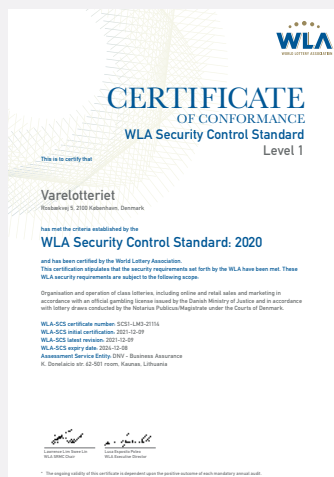 WLA
WORLD LOTTERY ASSOCIATION
CERTIFICATE
OF CONFORMANCE
WLA Security Control Standard
Level 1
This is to certify that
Varelotteriet
Rosbækvej 5, 2100 København, Denmark
has met the criteria established by the
WLA Security Control Standard: 2020
and has been certified by the World Lottery Association.
This certification stipulates that the security requirements set forth by the WLA have been met. These
WLA security requirements are subject to the following scope:
Organisation and operation of class lotteries, including online and retail sales and marketing in
accordance with an official gambling license issued by the Danish Ministry of Justice and in accordance
with lottery draws conducted by the Notarius Publicus/Magistrate under the Courts of Denmark.
WLA-SCS certificate number: SCS1-LM3-21114
WLA-SCS initial certification: 2021-12-09
WLA-SCS latest revision: 2021-12-09
WLA-SCS expiry date: 2024-12-08
Assessment Service Entity: DNV - Business Assurance
K. Donelaicio str. 62-501 room, Kaunas, Lithuania
WLA SRMC Chair
WLA Executive Director
* The ongoing validity of this certificate is dependent upon the positive outcome of each mandatory annual audit.